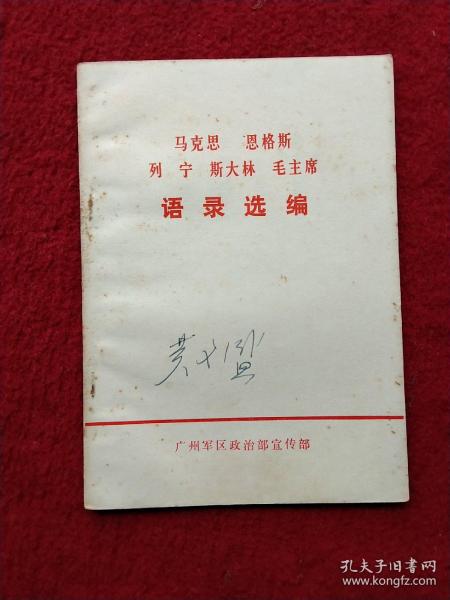 马克思 恩格斯
列宁 斯大林 毛主席
语录选编
广州军区政治部宣传部
孔夫子旧书网
www.kongfz.com